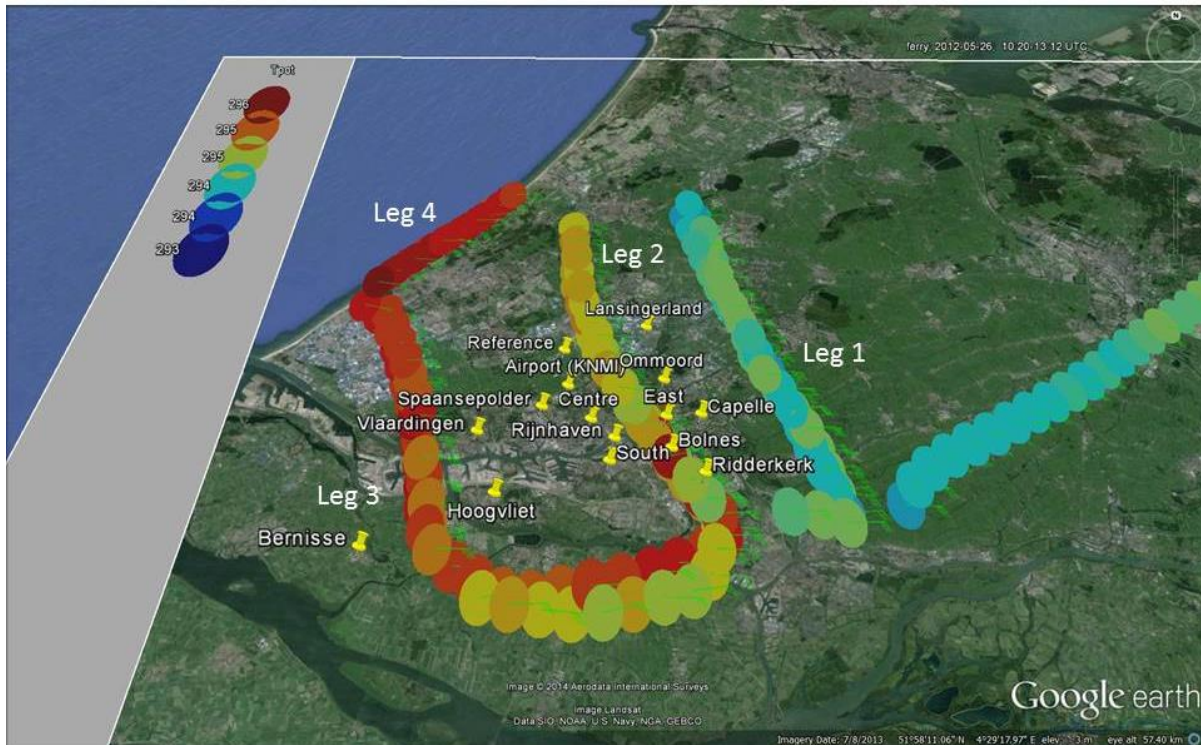 ferry, 2012-05-26 10:20-13:12 UTC
Tpot
296
295
295
294
294
293
Leg 4
Leg 2
Lansingerland
Reference
Airport (KNMI)
Ommoord
Leg 1
Spaansepolder
Centre
East
Capelle
Vlaardingen
Rijnhaven
Bolnes
South
Ridderkerk
Leg 3
Hoogvliet
Bernisse
Image © 2014 Aerodata International Surveys
Image Landsat
Data SIO, NOAA, U.S. Navy, NGA, GEBCO
Google earth
Imagery Date: 7/8/2013 51°58'11.06" N 4°29'17.97" E elev -3 m eye alt 57.40 km